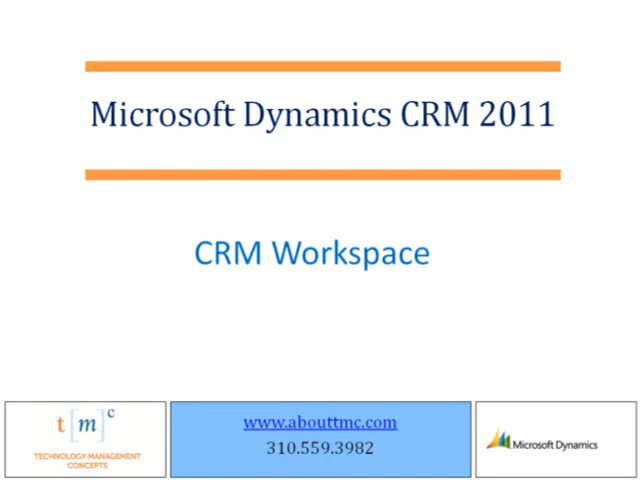 Microsoft Dynamics CRM 2011
CRM Workspace
t[m]c
TECHNOLOGY MANAGEMENT
CONCEPTS
www.abouttmc.com
310.559.3982
Microsoft Dynamics